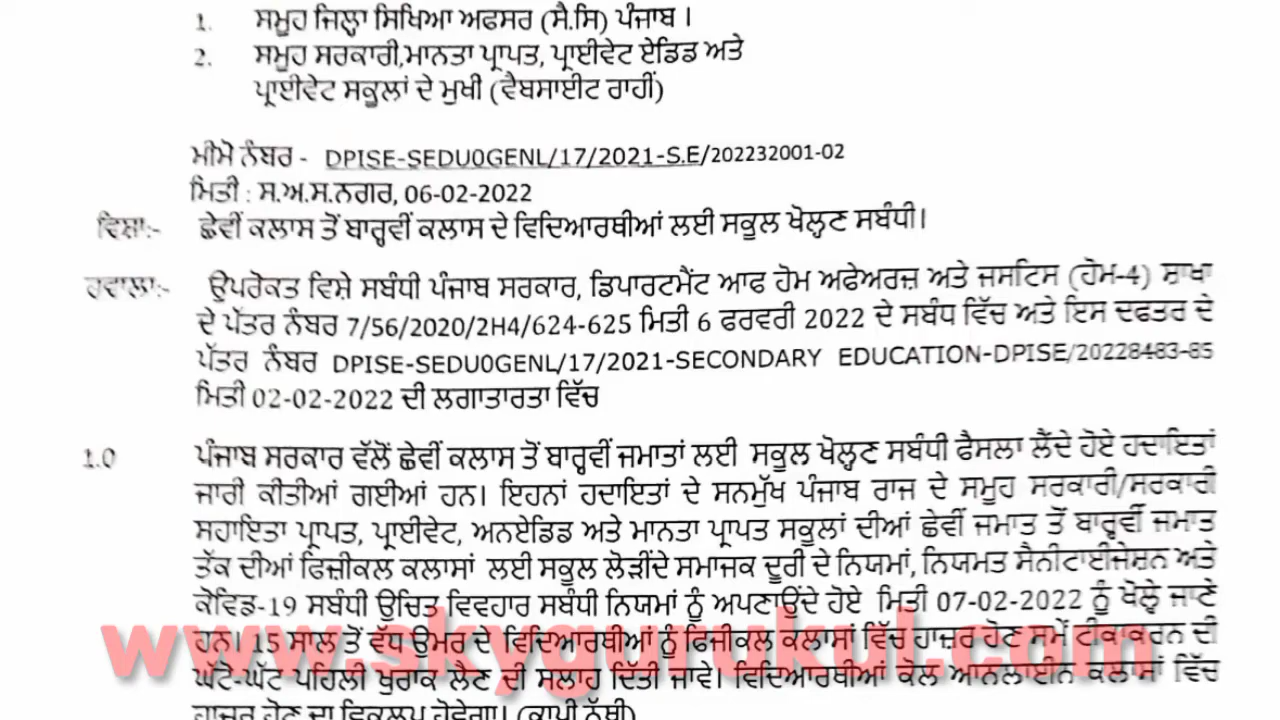 1. ਸਮੂਹ ਜਿਲ੍ਹਾ ਸਿਖਿਆ ਅਫਸਰ (ਸੈ.ਸਿ) ਪੰਜਾਬ ।
2. ਸਮੂਹ ਸਰਕਾਰੀ,ਮਾਨਤਾ ਪ੍ਰਾਪਤ, ਪ੍ਰਾਈਵੇਟ ਏਡਿਡ ਅਤੇ
ਪ੍ਰਾਈਵੇਟ ਸਕੂਲਾਂ ਦੇ ਮੁਖੀ (ਵੈਬਸਾਈਟ ਰਾਹੀਂ)
ਮੀਮੋ ਨੰਬਰ - DPISE-SEDU0GENL/17/2021-S.E/202232001-02
ਮਿਤੀ : ਸ.ਅ.ਸ.ਨਗਰ, 06-02-2022
ਵਿਸ਼ਾ:- ਛੇਵੀਂ ਕਲਾਸ ਤੋਂ ਬਾਰ੍ਹਵੀਂ ਕਲਾਸ ਦੇ ਵਿਦਿਆਰਥੀਆਂ ਲਈ ਸਕੂਲ ਖੋਲ੍ਹਣ ਸਬੰਧੀ।
ਹਵਾਲਾ:- ਉਪਰੋਕਤ ਵਿਸ਼ੇ ਸਬੰਧੀ ਪੰਜਾਬ ਸਰਕਾਰ, ਡਿਪਾਰਟਮੈਂਟ ਆਫ ਹੋਮ ਅਫੇਅਰਜ਼ ਅਤੇ ਜਸਟਿਸ (ਹੋਮ-4) ਸ਼ਾਖਾ
ਦੇ ਪੱਤਰ ਨੰਬਰ 7/56/2020/2H4/624-625 ਮਿਤੀ 6 ਫਰਵਰੀ 2022 ਦੇ ਸਬੰਧ ਵਿੱਚ ਅਤੇ ਇਸ ਦਫਤਰ ਦੇ
ਪੱਤਰ ਨੰਬਰ DPISE-SEDU0GENL/17/2021-SECONDARY EDUCATION-DPISE/20228483-85
ਮਿਤੀ 02-02-2022 ਦੀ ਲਗਾਤਾਰਤਾ ਵਿੱਚ
1.0 ਪੰਜਾਬ ਸਰਕਾਰ ਵੱਲੋਂ ਛੇਵੀਂ ਕਲਾਸ ਤੋਂ ਬਾਰ੍ਹਵੀਂ ਜਮਾਤਾਂ ਲਈ ਸਕੂਲ ਖੋਲ੍ਹਣ ਸਬੰਧੀ ਫੈਸਲਾ ਲੈਂਦੇ ਹੋਏ ਹਦਾਇਤਾਂ
ਜਾਰੀ ਕੀਤੀਆਂ ਗਈਆਂ ਹਨ। ਇਹਨਾਂ ਹਦਾਇਤਾਂ ਦੇ ਸਨਮੁੱਖ ਪੰਜਾਬ ਰਾਜ ਦੇ ਸਮੂਹ ਸਰਕਾਰੀ/ਸਰਕਾਰੀ
ਸਹਾਇਤਾ ਪ੍ਰਾਪਤ, ਪ੍ਰਾਈਵੇਟ, ਅਨਏਡਿਡ ਅਤੇ ਮਾਨਤਾ ਪ੍ਰਾਪਤ ਸਕੂਲਾਂ ਦੀਆਂ ਛੇਵੀਂ ਜਮਾਤ ਤੋਂ ਬਾਰ੍ਹਵੀਂ ਜਮਾਤ
ਤੱਕ ਦੀਆਂ ਫਿਜ਼ੀਕਲ ਕਲਾਸਾਂ ਲਈ ਸਕੂਲ ਲੋੜੀਂਦੇ ਸਮਾਜਕ ਦੂਰੀ ਦੇ ਨਿਯਮਾਂ, ਨਿਯਮਤ ਸੈਨੀਟਾਈਜੇਸ਼ਨ ਅਤੇ
ਕੋਵਿਡ-19 ਸਬੰਧੀ ਉਚਿਤ ਵਿਵਹਾਰ ਸਬੰਧੀ ਨਿਯਮਾਂ ਨੂੰ ਅਪਣਾਉਂਦੇ ਹੋਏ ਮਿਤੀ 07-02-2022 ਨੂੰ ਖੋਲ੍ਹੇ ਜਾਣੇ
ਹਨ। 15 ਸਾਲ ਤੋਂ ਵੱਧ ਉਮਰ ਦੇ ਵਿਦਿਆਰਥੀਆਂ ਨੂੰ ਫਿਜੀਕਲ ਕਲਾਸਾਂ ਵਿੱਚ ਹਾਜ਼ਰ ਹੋਣ ਸਮੇਂ ਟੀਕਾਕਰਨ ਦੀ
ਘੱਟੋ-ਘੱਟ ਪਹਿਲੀ ਖੁਰਾਕ ਲੈਣ ਦੀ ਸਲਾਹ ਦਿੱਤੀ ਜਾਵੇ। ਵਿਦਿਆਰਥੀਆਂ ਕੋਲ ਆਨਲਾਈਨ ਕਲਾਸਾਂ ਵਿੱਚ
ਹਾਜ਼ਰ ਹੋਣ ਦਾ ਵਿਕਲਪ ਹੋਵੇਗਾ। (ਕਾਪੀ ਨੱਥੀ)
www.skygurukul.com